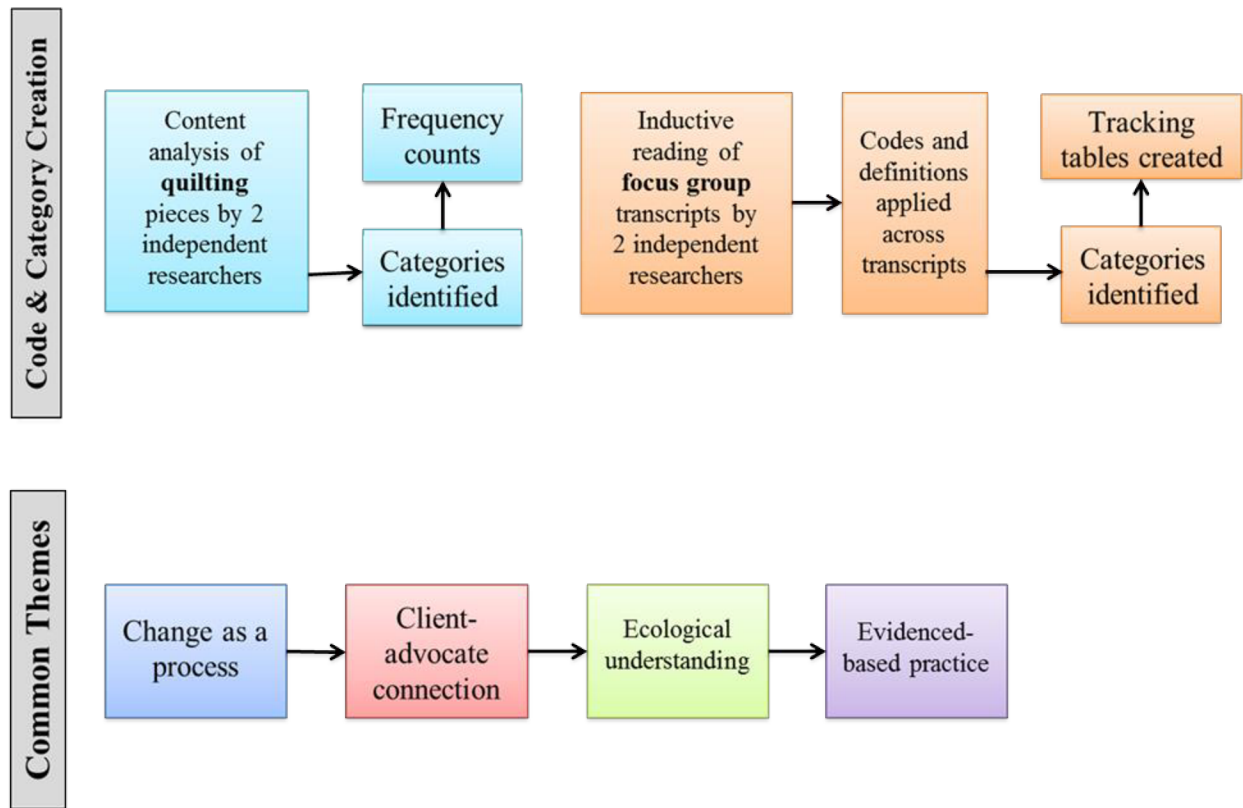 Code & Category Creation
Content
analysis of
quilting
pieces by 2
independent
researchers
Frequency
counts
Categories
identified
Inductive
reading of
focus group
transcripts by
2 independent
researchers
Codes and
definitions
applied
across
transcripts
Tracking
tables created
Categories
identified
Common Themes
Change as a
process
Client-
advocate
connection
Ecological
understanding
Evidenced-
based practice